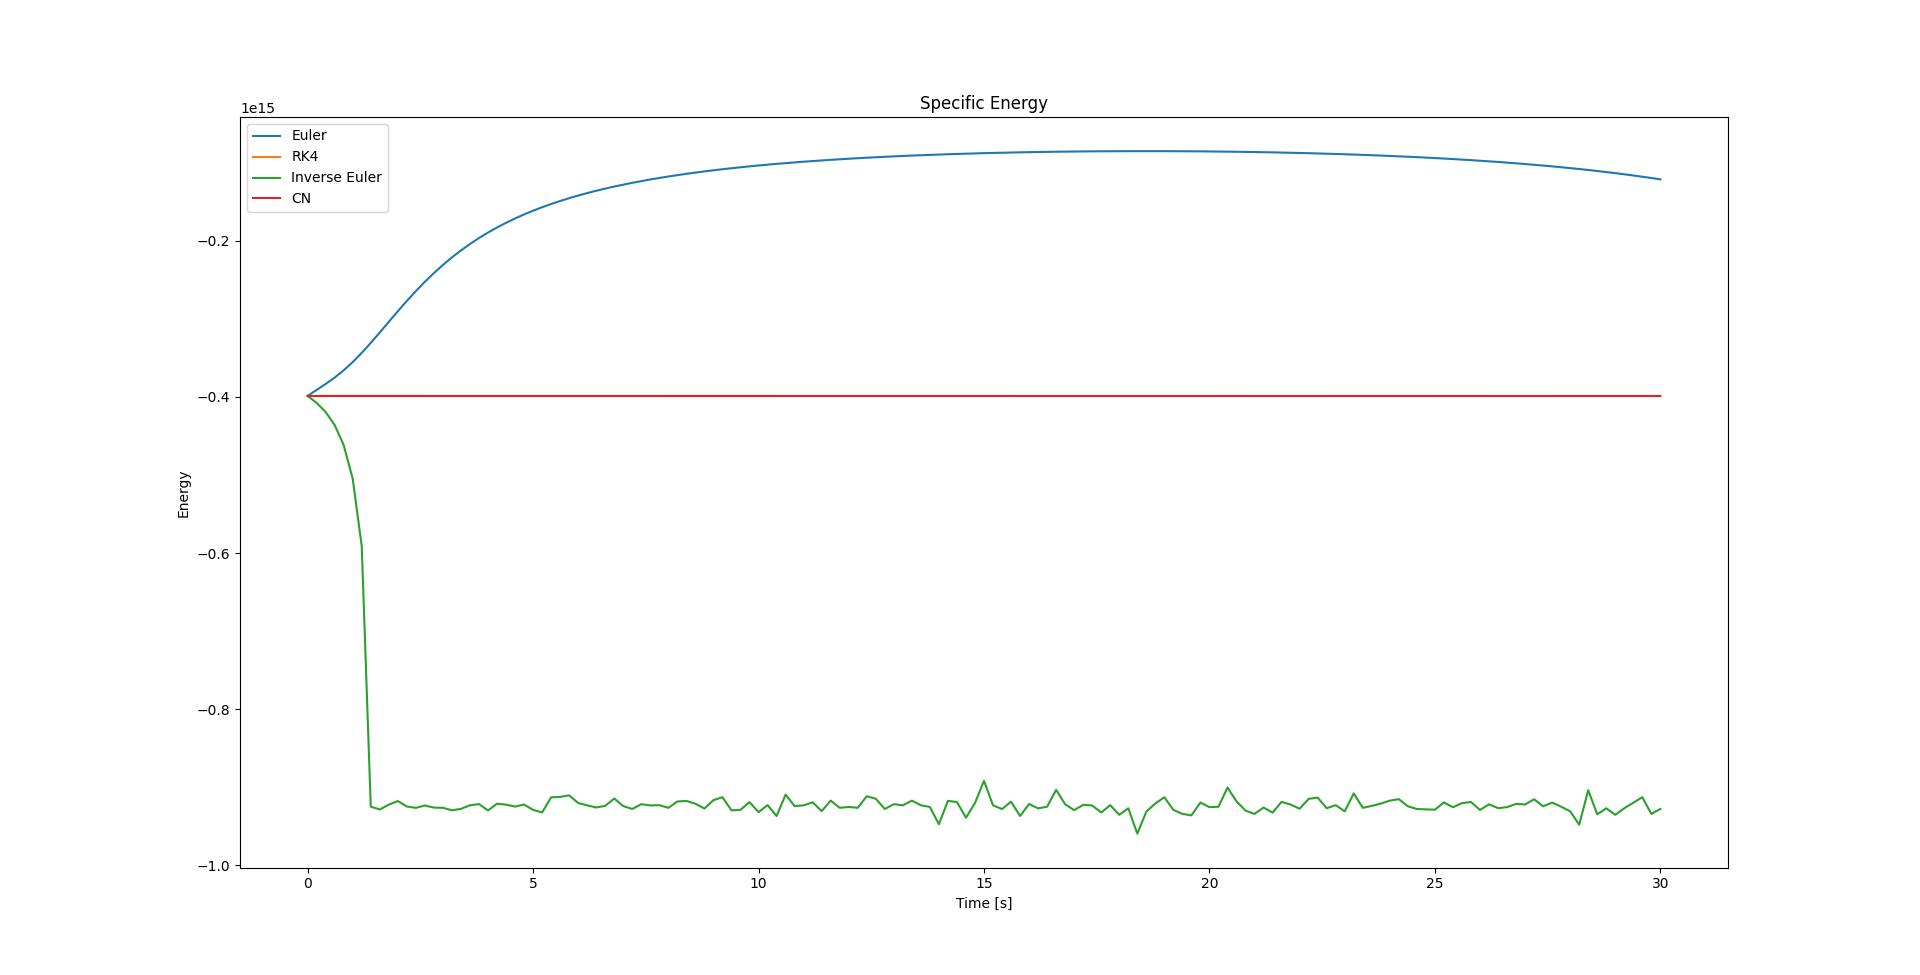 Specific Energy
1e15
Euler
RK4
Inverse Euler
CN
−0.2
−0.4
−0.6
−0.8
−1.0
Energy
0 5 10 15 20 25 30
Time [s]